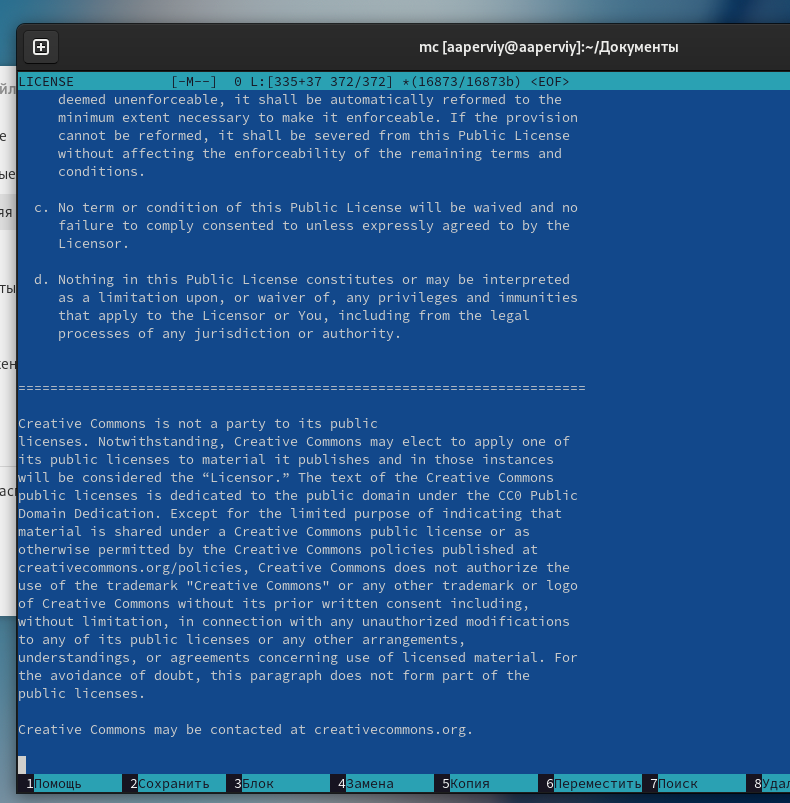 mc [aaperviy@aaperviy]:~/Документы
LICENSE [-M--] 0 L:[335+37 372/372] *(16873/16873b) <EOF>
deemed unenforceable, it shall be automatically reformed to the
minimum extent necessary to make it enforceable. If the provision
cannot be reformed, it shall be severed from this Public License
without affecting the enforceability of the remaining terms and
conditions.
c. No term or condition of this Public License will be waived and no
failure to comply consented to unless expressly agreed to by the
Licensor.
d. Nothing in this Public License constitutes or may be interpreted
as a limitation upon, or waiver of, any privileges and immunities
that apply to the Licensor or You, including from the legal
processes of any jurisdiction or authority.
=======================================================================
Creative Commons is not a party to its public
licenses. Notwithstanding, Creative Commons may elect to apply one of
its public licenses to material it publishes and in those instances
will be considered the “Licensor.” The text of the Creative Commons
public licenses is dedicated to the public domain under the CC0 Public
Domain Dedication. Except for the limited purpose of indicating that
material is shared under a Creative Commons public license or as
otherwise permitted by the Creative Commons policies published at
creativecommons.org/policies, Creative Commons does not authorize the
use of the trademark "Creative Commons" or any other trademark or logo
of Creative Commons without its prior written consent including,
without limitation, in connection with any unauthorized modifications
to any of its public licenses or any other arrangements,
understandings, or agreements concerning use of licensed material. For
the avoidance of doubt, this paragraph does not form part of the
public licenses.
Creative Commons may be contacted at creativecommons.org.
1Помощь 2Сохранить 3Блок 4Замена 5Копия 6Переместить 7Поиск 8